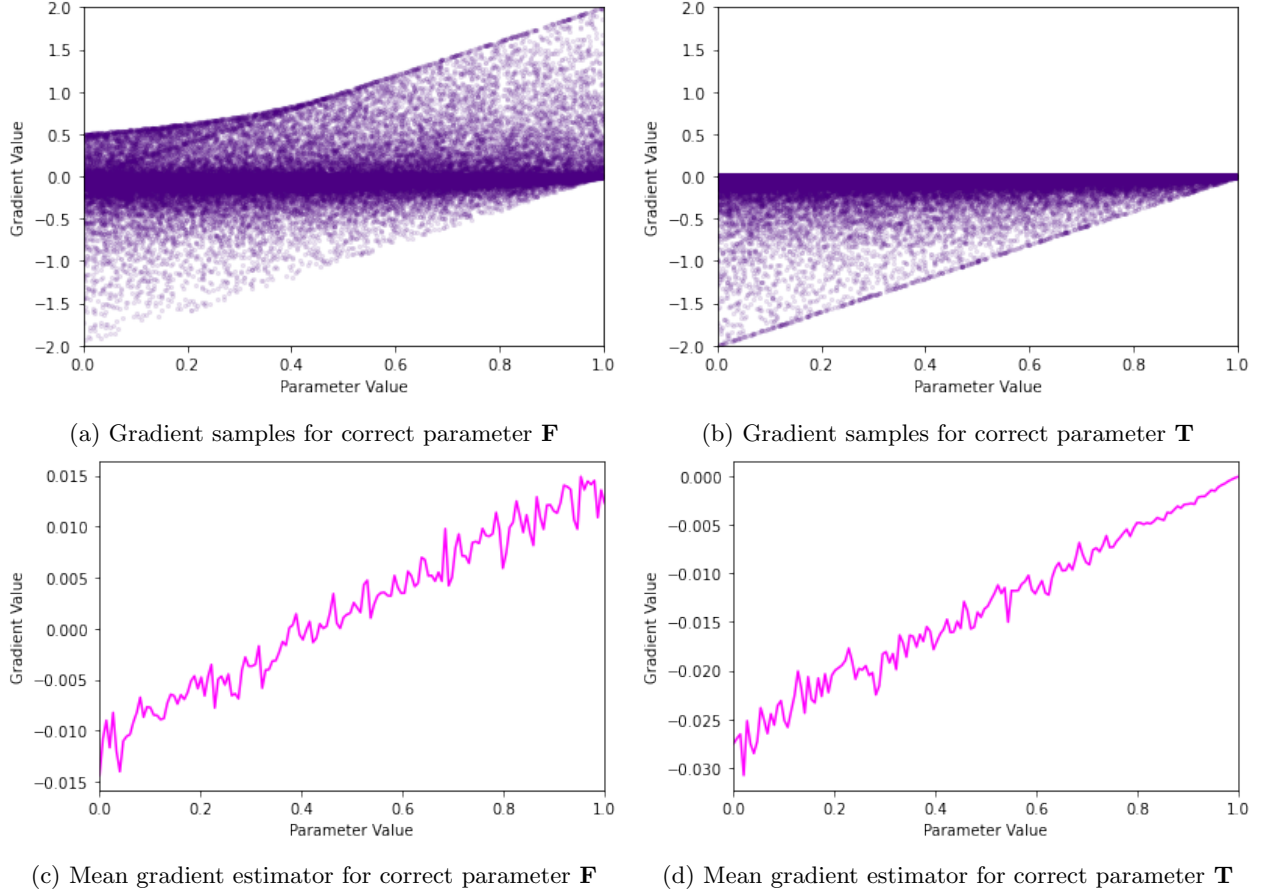 2.0
1.5
1.0
0.5
0.0
−0.5
−1.0
−1.5
−2.0
Gradient Value
0.0 0.2 0.4 0.6 0.8 1.0
Parameter Value
(a) Gradient samples for correct parameter F
2.0
1.5
1.0
0.5
0.0
−0.5
−1.0
−1.5
−2.0
Gradient Value
0.0 0.2 0.4 0.6 0.8 1.0
Parameter Value
(b) Gradient samples for correct parameter T
0.015
0.010
0.005
0.000
−0.005
−0.010
−0.015
Gradient Value
0.0 0.2 0.4 0.6 0.8 1.0
Parameter Value
(c) Mean gradient estimator for correct parameter F
0.000
−0.005
−0.010
−0.015
−0.020
−0.025
−0.030
Gradient Value
0.0 0.2 0.4 0.6 0.8 1.0
Parameter Value
(d) Mean gradient estimator for correct parameter T